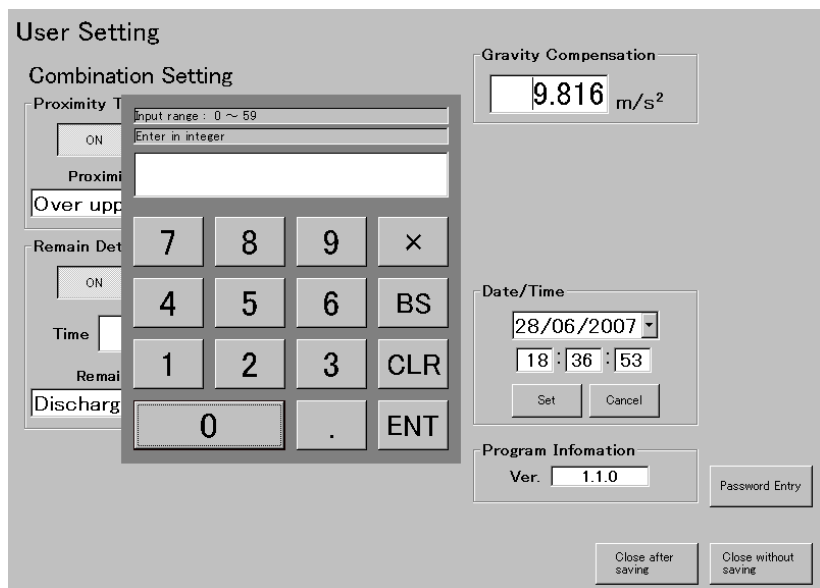 User Setting
Combination Setting
Proximity T
ON
Proximi
Over upp
Remain Det
ON
Time
Remai
Discharg
Input range : 0 ~ 59
Enter in integer
7 8 9 ×
4 5 6 BS
1 2 3 CLR
0 . ENT
Gravity Compensation
9.816 m/s²
Date/Time
28/06/2007
18 : 36 : 53
Set Cancel
Program Infomation
Ver. 1.1.0
Password Entry
Close after
saving
Close without
saving